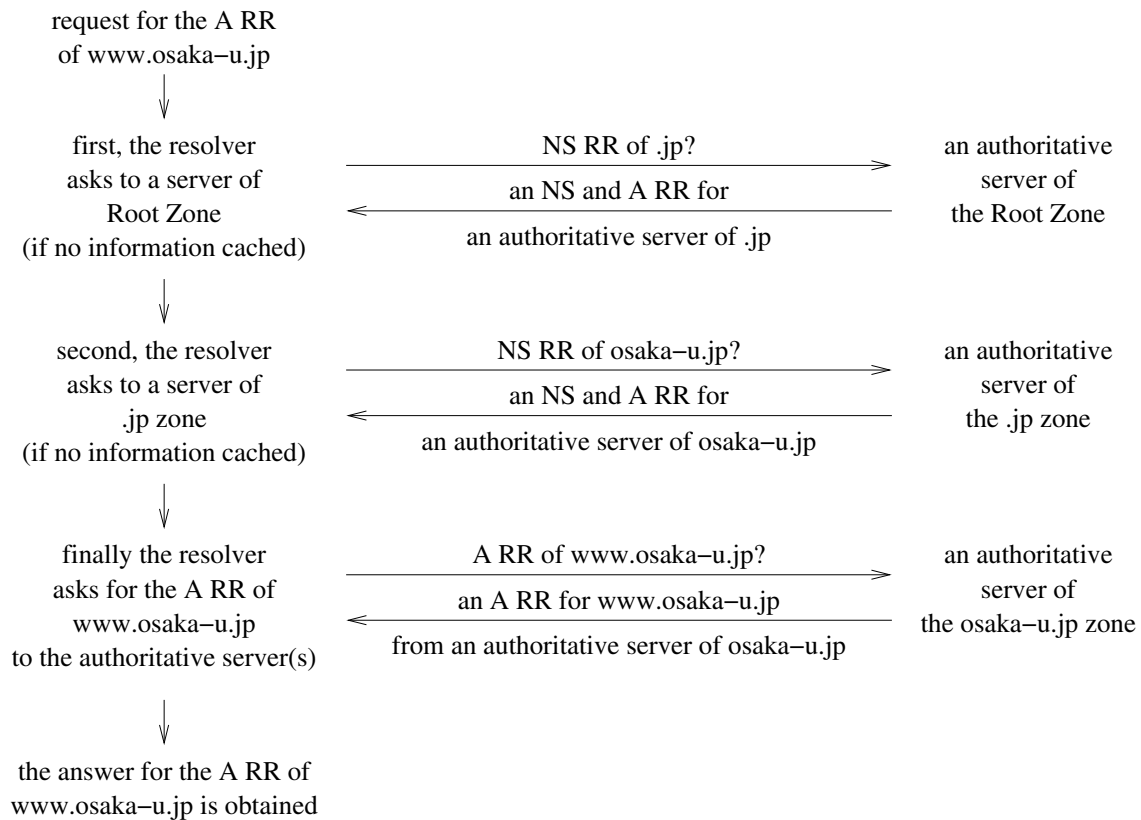 request for the A RR
of www.osaka−u.jp
first, the resolver
asks to a server of
Root Zone
(if no information cached)
NS RR of .jp?
an NS and A RR for
an authoritative server of .jp
an authoritative
server of
the Root Zone
second, the resolver
asks to a server of
.jp zone
(if no information cached)
NS RR of osaka−u.jp?
an NS and A RR for
an authoritative server of osaka−u.jp
an authoritative
server of
the .jp zone
finally the resolver
asks for the A RR of
www.osaka−u.jp
to the authoritative server(s)
A RR of www.osaka−u.jp?
an A RR for www.osaka−u.jp
from an authoritative server of osaka−u.jp
an authoritative
server of
the osaka−u.jp zone
the answer for the A RR of
www.osaka−u.jp is obtained